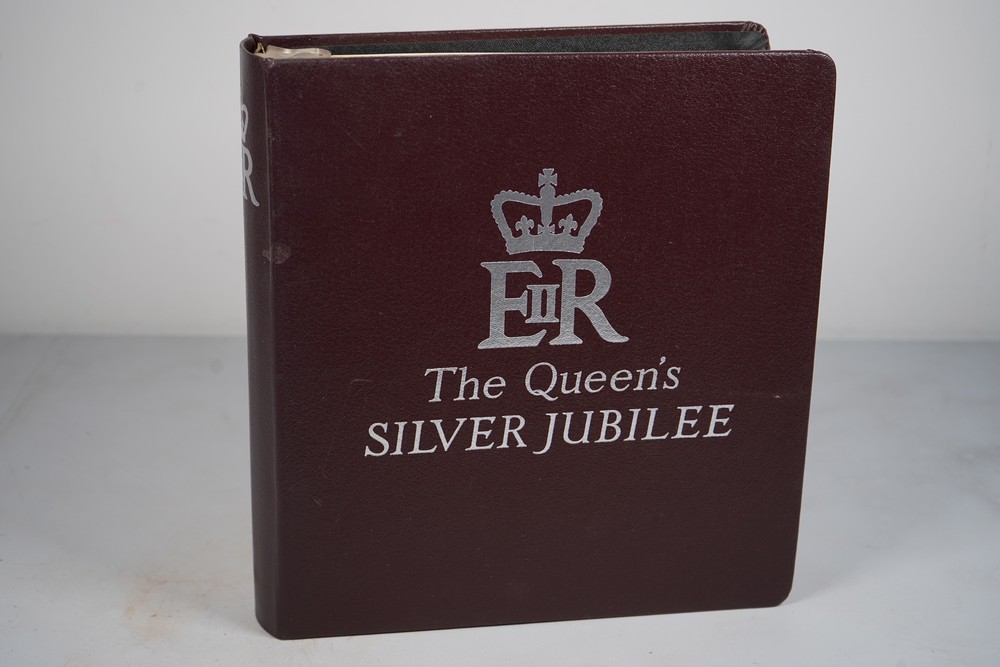 EIIR
The Queen's
SILVER JUBILEE
R